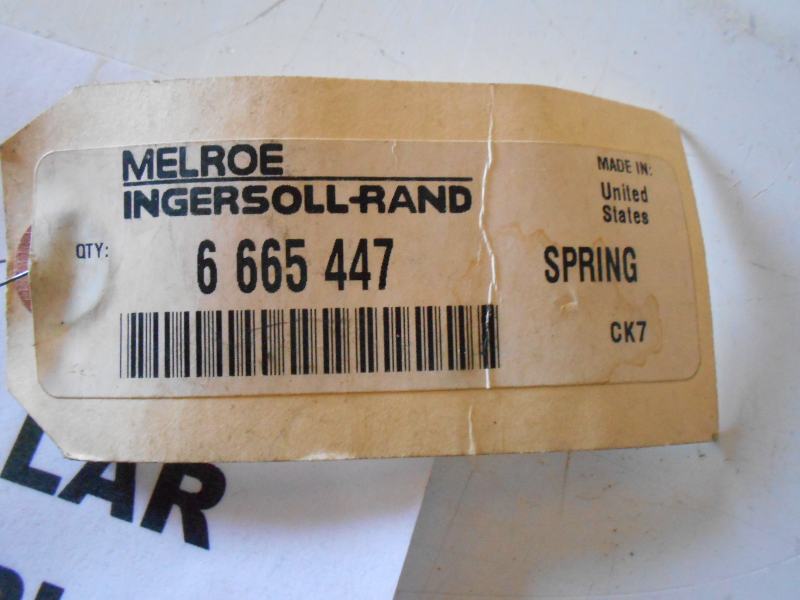 MELROE
INGERSOLL-RAND
MADE IN:
United
States
QTY:
6 665 447
SPRING
CK7
LAR